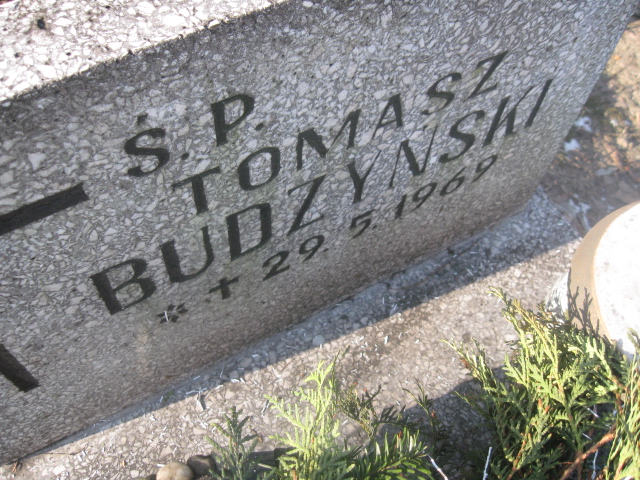 Ś.P.
TOMASZ
BUDZYŃSKI
* + 29.5.1969